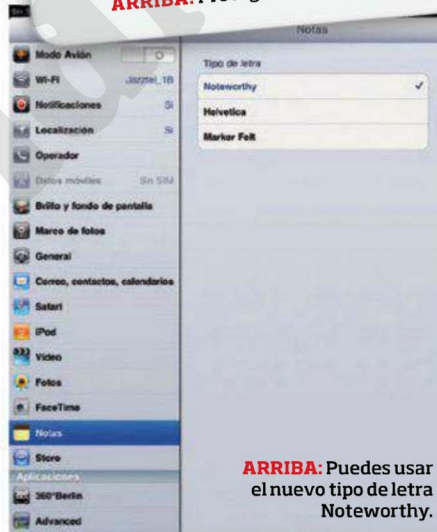 ARRIBA:
Notas
Modo Avión
Wi-Fi Jazztel_1B
Notificaciones Sí
Localización Sí
Operador
Datos móviles Sin SIM
Brillo y fondo de pantalla
Marco de fotos
General
Correo, contactos, calendarios
Safari
iPod
Vídeo
Fotos
FaceTime
Notas
Store
Aplicaciones
360°Berlin
Advanced
Tipo de letra
Noteworthy
Helvetica
Marker Felt
ARRIBA: Puedes usar
el nuevo tipo de letra
Noteworthy.